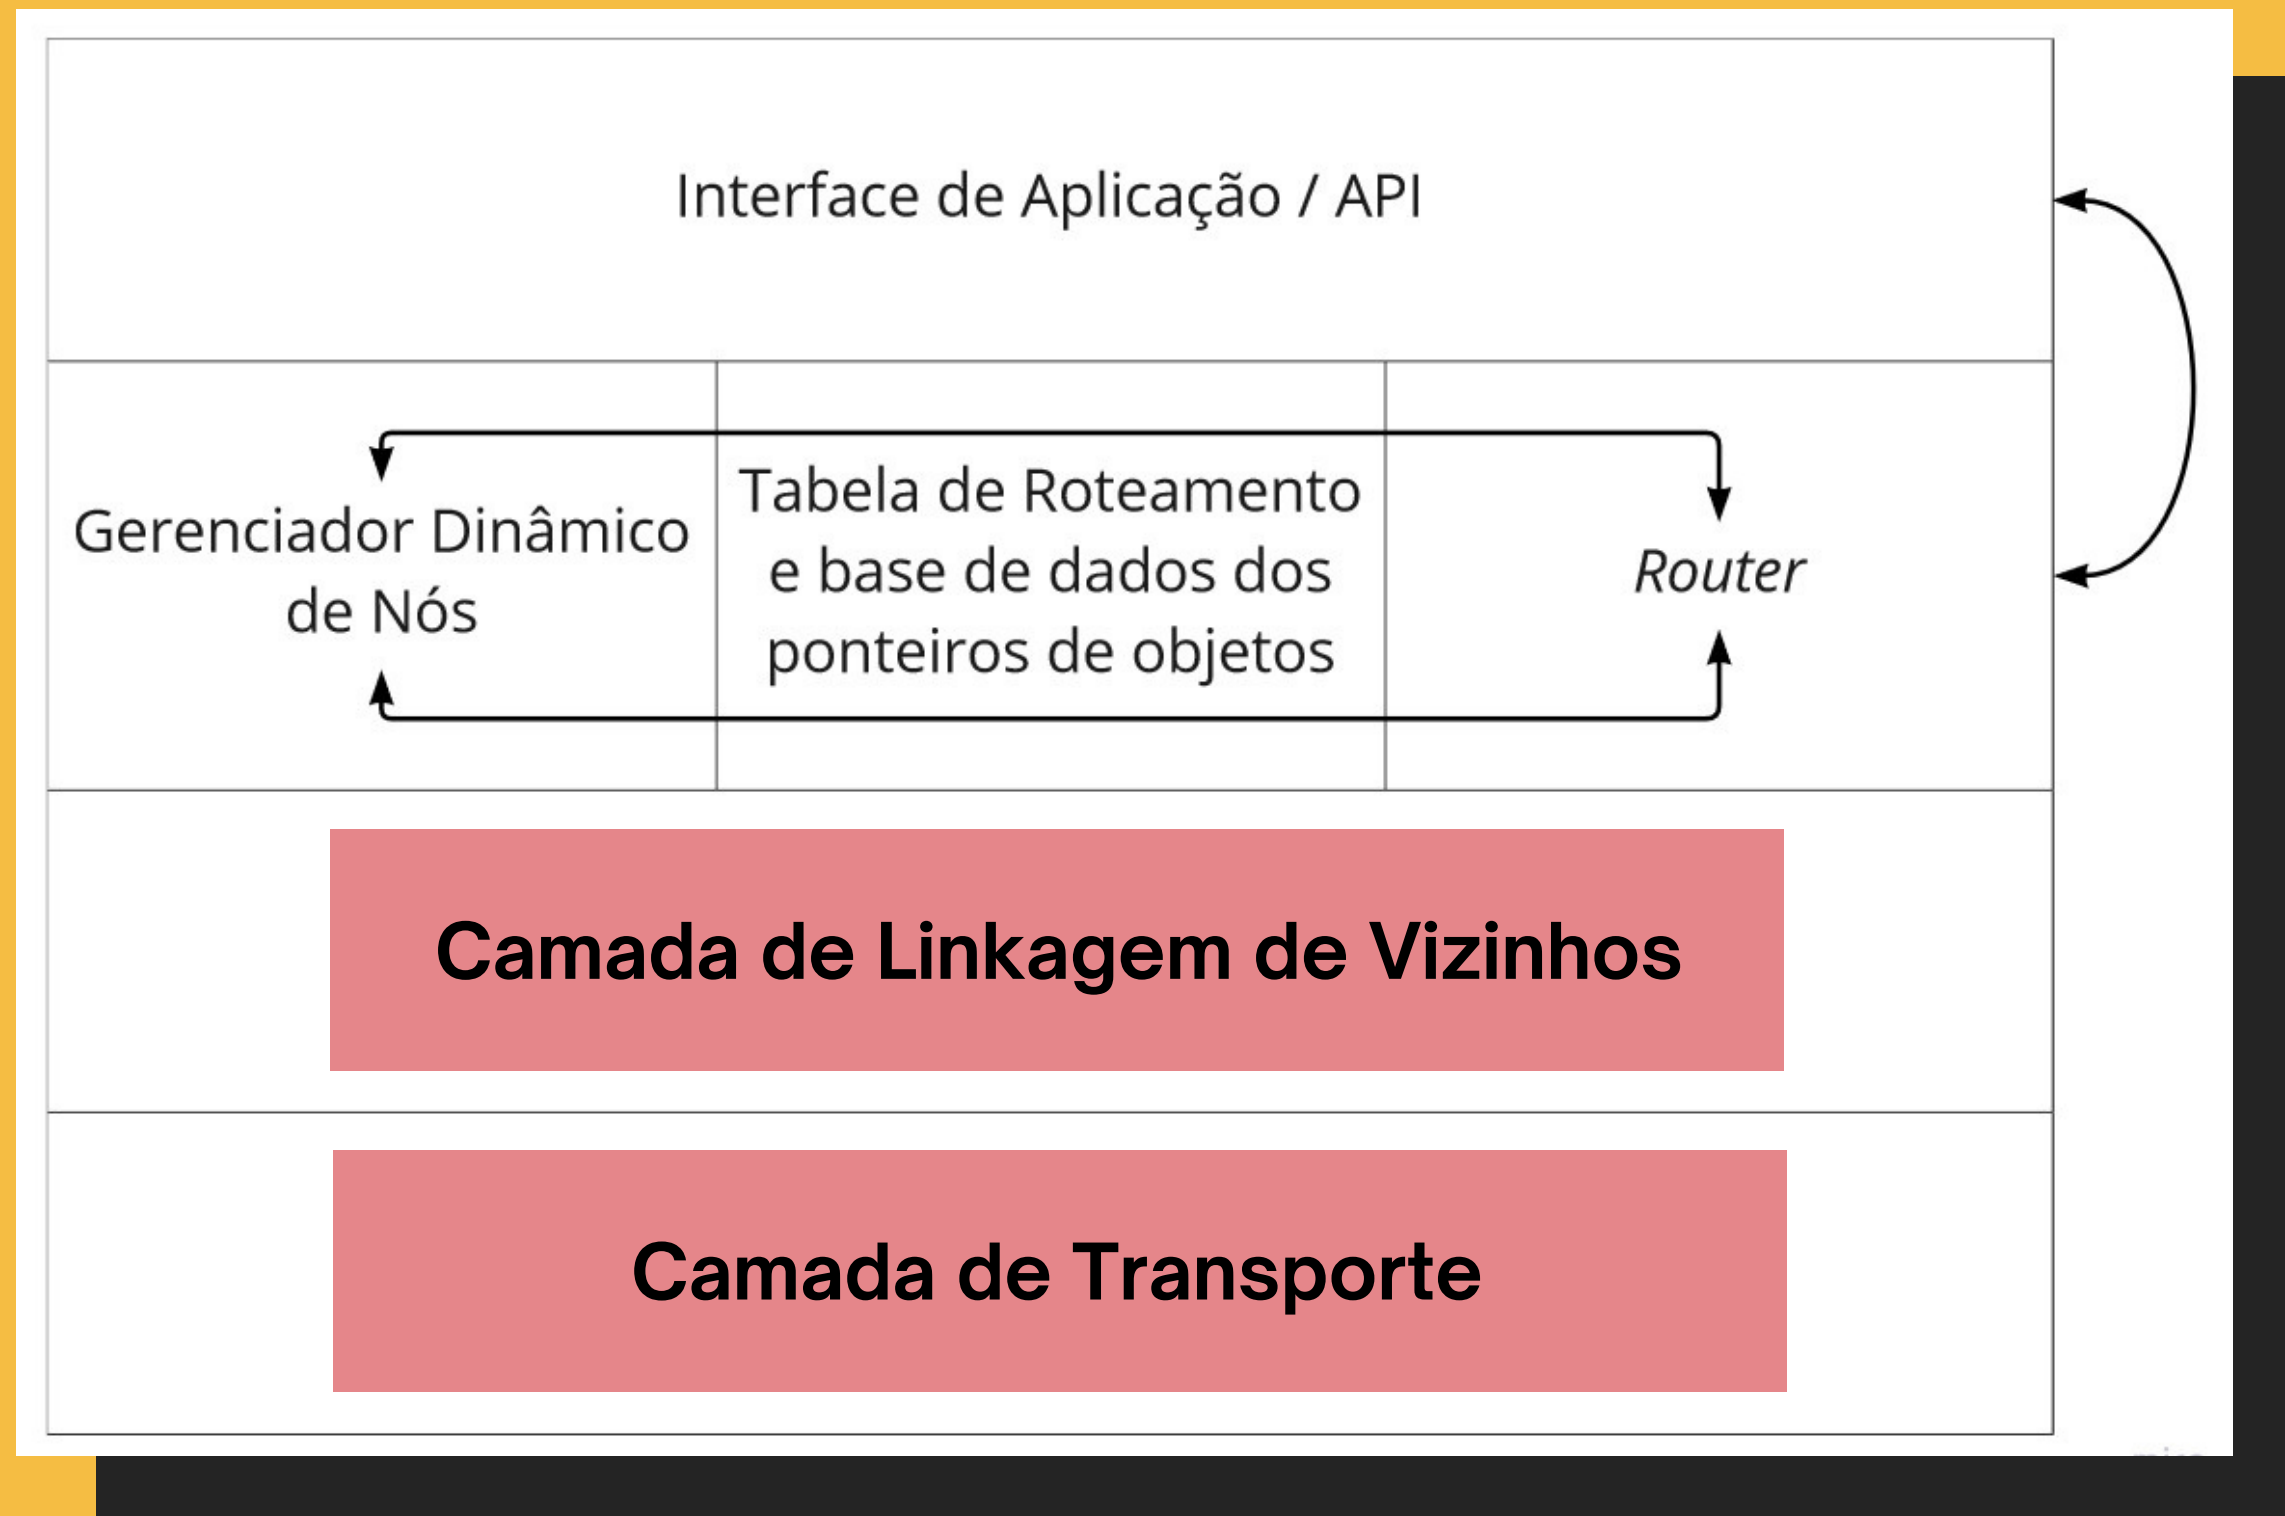 Interface de Aplicação / API
Gerenciador Dinâmico
de Nós
Tabela de Roteamento
e base de dados dos
ponteiros de objetos
Router
Camada de Linkagem de Vizinhos
Camada de Transporte